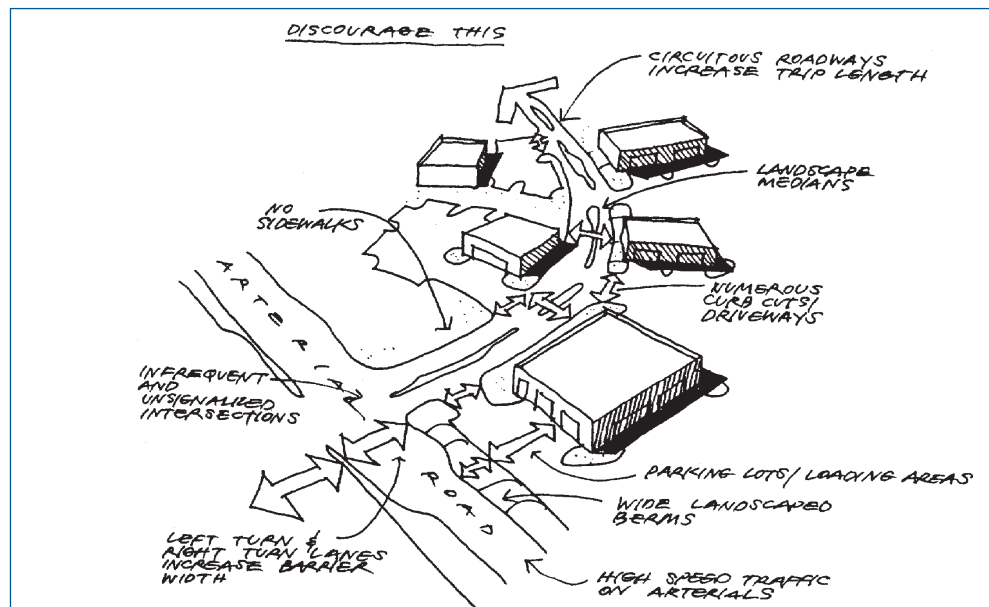 DISCOURAGE THIS
CIRCUITOUS ROADWAYS
INCREASE TRIP LENGTH
LANDSCAPE
MEDIANS
NO
SIDEWALKS
NUMEROUS
CURB CUTS/
DRIVEWAYS
ARTERIAL
INFREQUENT
AND
UNSIGNALIZED
INTERSECTIONS
ROAD
PARKING LOTS/LOADING AREAS
WIDE LANDSCAPED
BERMS
LEFT TURN &
RIGHT TURN LANES
INCREASE BARRIER
WIDTH
HIGH SPEED TRAFFIC
ON ARTERIALS